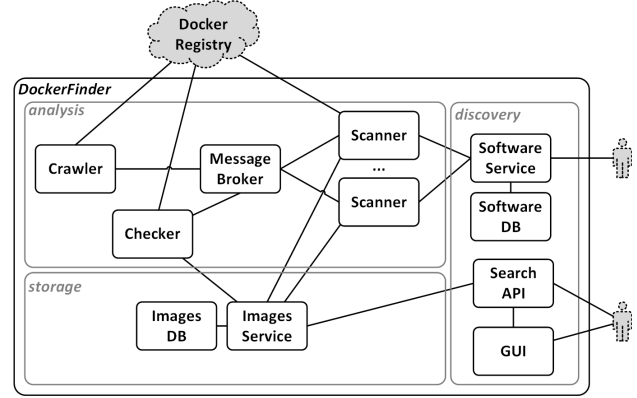 Docker
Registry
DockerFinder
analysis
discovery
Scanner
Software
Service
Message
Broker
Crawler
...
Scanner
Software
DB
Checker
Search
API
storage
Images
DB
Images
Service
GUI